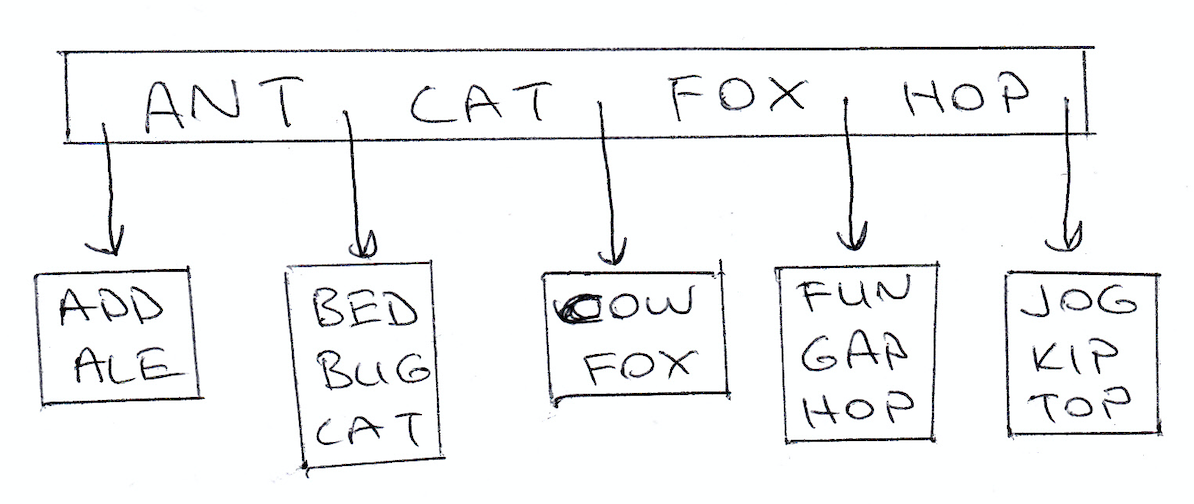 ANT CAT FOX HOP
ADD
ALE
BED
BUG
CAT
COW
FOX
FUN
GAP
HOP
JOG
KIP
TOP